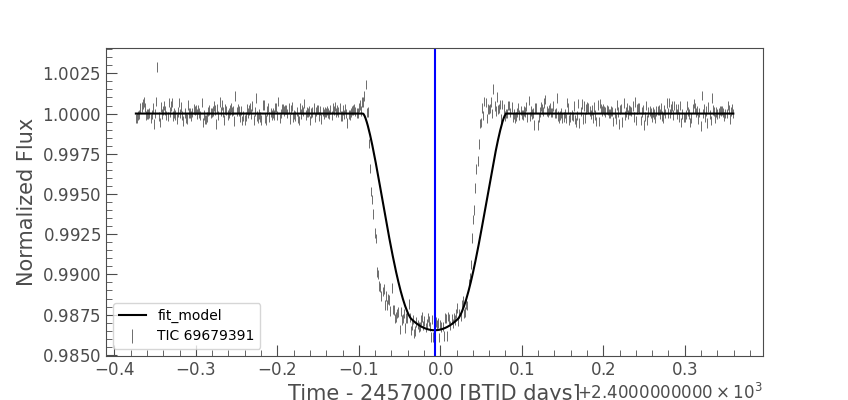 1.0025
1.0000
0.9975
0.9950
0.9925
0.9900
0.9875
0.9850
Normalized Flux
fit_model
TIC 69679391
−0.4 −0.3 −0.2 −0.1 0.0 0.1 0.2 0.3
Time - 2457000 [BTJD days]
+2.4000000000 × 10³